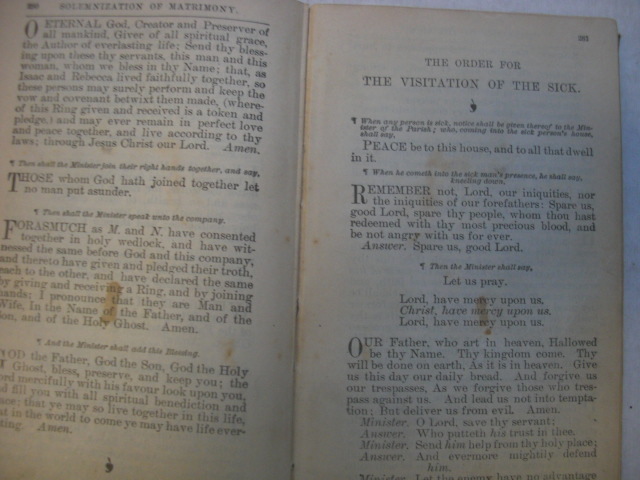 280 SOLEMNIZATION OF MATRIMONY.
O ETERNAL God, Creator and Preserver of
all mankind, Giver of all spiritual grace,
the Author of everlasting life; Send thy bless-
ing upon these thy servants, this man and this
woman, whom we bless in thy Name; that, as
Isaac and Rebecca lived faithfully together, so
these persons may surely perform and keep the
vow and covenant betwixt them made, (where-
of this Ring given and received is a token and
pledge,) and may ever remain in perfect love
and peace together, and live according to thy
laws; through Jesus Christ our Lord. Amen.
¶ Then shall the Minister join their right hands together, and say,
THOSE whom God hath joined together let
no man put asunder.
¶ Then shall the Minister speak unto the company.
FORASMUCH as M. and N. have consented
together in holy wedlock, and have wit-
nessed the same before God and this company,
and thereto have given and pledged their troth,
each to the other, and have declared the same
by giving and receiving a Ring, and by joining
hands; I pronounce that they are Man and
Wife, In the Name of the Father, and of the
Son, and of the Holy Ghost. Amen.
¶ And the Minister shall add this Blessing.
GOD the Father, God the Son, God the Holy
Ghost, bless, preserve, and keep you; the
Lord mercifully with his favour look upon you,
and fill you with all spiritual benediction and
grace; that ye may so live together in this life,
that in the world to come ye may have life ever-
lasting. Amen.
281
THE ORDER FOR
THE VISITATION OF THE SICK.
¶ When any person is sick, notice shall be given thereof to the Min-
ister of the Parish; who, coming into the sick person's house,
shall say,
PEACE be to this house, and to all that dwell
in it.
¶ When he cometh into the sick man's presence, he shall say,
kneeling down,
REMEMBER not, Lord, our iniquities, nor
the iniquities of our forefathers: Spare us,
good Lord, spare thy people, whom thou hast
redeemed with thy most precious blood, and
be not angry with us for ever.
Answer. Spare us, good Lord.
¶ Then the Minister shall say,
Let us pray.
Lord, have mercy upon us.
Christ, have mercy upon us.
Lord, have mercy upon us.
OUR Father, who art in heaven, Hallowed
be thy Name. Thy kingdom come. Thy
will be done on earth, As it is in heaven. Give
us this day our daily bread. And forgive us
our trespasses, As we forgive those who tres-
pass against us. And lead us not into tempta-
tion; But deliver us from evil. Amen.
Minister. O Lord, save thy servant;
Answer. Who putteth his trust in thee.
Minister. Send him help from thy holy place;
Answer. And evermore mightily defend
him.
Minister. Let the enemy have no advantage